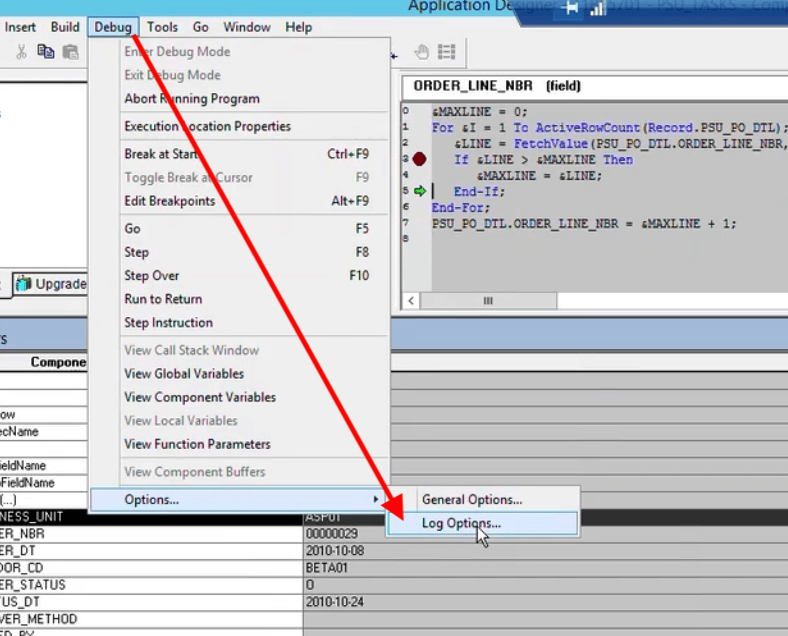 Application De
701 - PSU_TASKS - Comp
Insert Build Debug Tools Go Window Help
Enter Debug Mode
Exit Debug Mode
Abort Running Program
Execution Location Properties
Break at Start Ctrl+F9
Toggle Break at Cursor F9
Edit Breakpoints Alt+F9
Go F5
Step F8
Step Over F10
Run to Return
Step Instruction
View Call Stack Window
View Global Variables
View Component Variables
View Local Variables
View Function Parameters
View Component Buffers
Options...
General Options...
Log Options...
ORDER_LINE_NBR (field)
0 &MAXLINE = 0;
1 For &I = 1 To ActiveRowCount(Record.PSU_PO_DTL);
2 &LINE = FetchValue(PSU_PO_DTL.ORDER_LINE_NBR,
3 If &LINE > &MAXLINE Then
4 &MAXLINE = &LINE;
5 End-If;
6 End-For;
7 PSU_PO_DTL.ORDER_LINE_NBR = &MAXLINE + 1;
8
Upgrade
rs
Compone
ow
ecName
ieldName
FieldName
(...)
NESS_UNIT ASP01
ER_NBR 00000029
ER_DT 2010-10-08
DOR_CD BETA01
ER_STATUS O
TUS_DT 2010-10-24
VER_METHOD